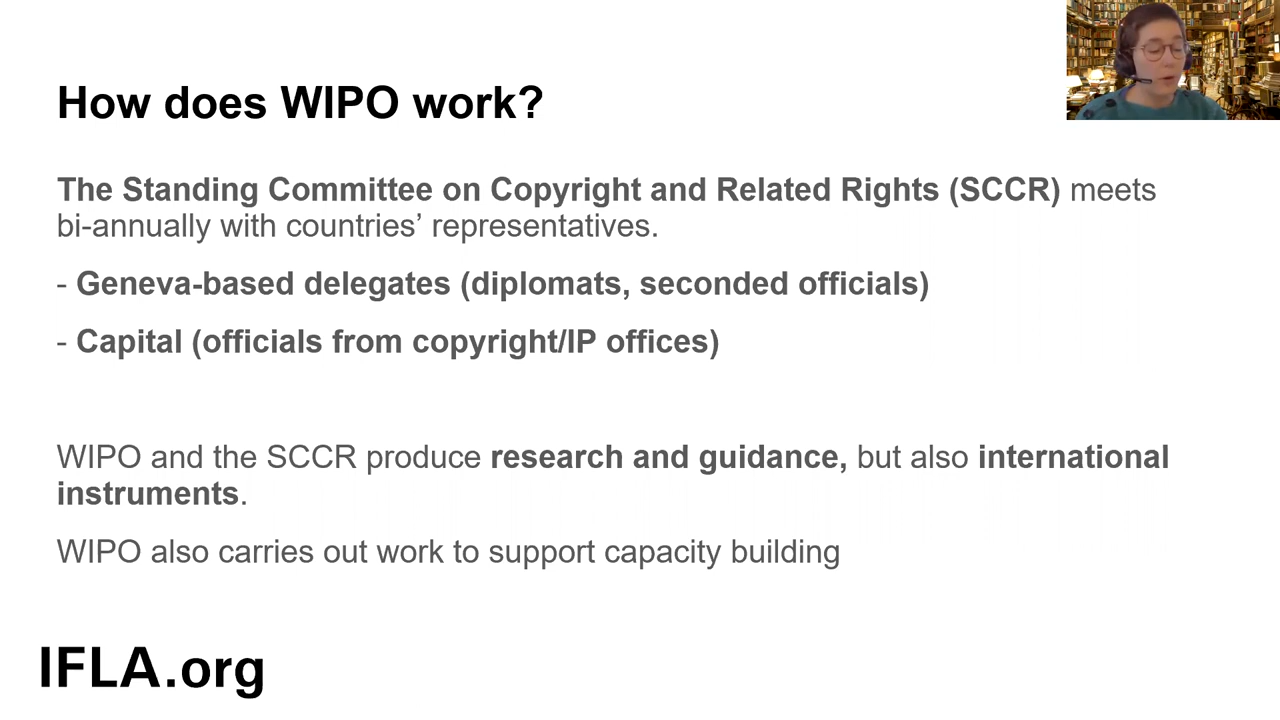 How does WIPO work?
The Standing Committee on Copyright and Related Rights (SCCR) meets
bi-annually with countries’ representatives.
- Geneva-based delegates (diplomats, seconded officials)
- Capital (officials from copyright/IP offices)
WIPO and the SCCR produce research and guidance, but also international
instruments.
WIPO also carries out work to support capacity building
IFLA.org